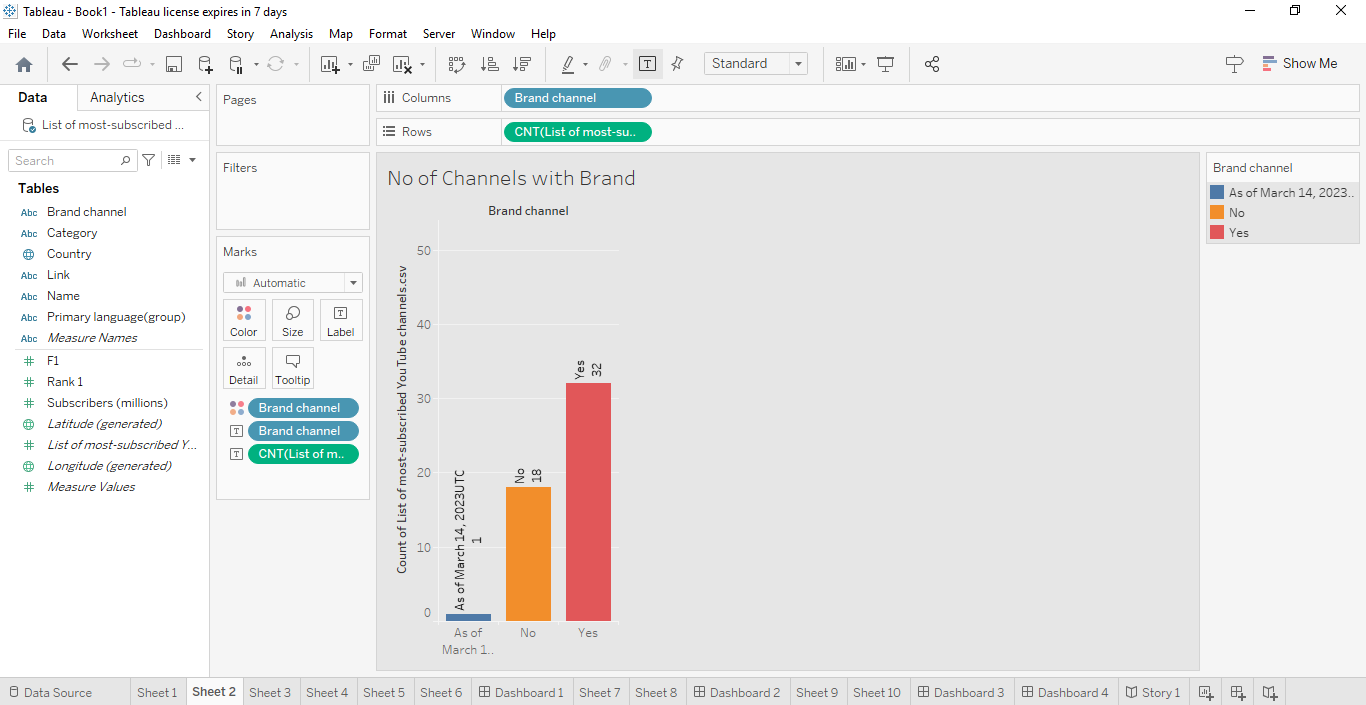 Tableau - Book1 - Tableau license expires in 7 days
File Data Worksheet Dashboard Story Analysis Map Format Server Window Help
Standard
Show Me
Data
Analytics
List of most-subscribed ...
Search
Tables
Abc Brand channel
Abc Category
Country
Abc Link
Abc Name
Abc Primary language(group)
Abc Measure Names
F1
Rank 1
Subscribers (millions)
Latitude (generated)
List of most-subscribed Y...
Longitude (generated)
Measure Values
Pages
Filters
Marks
Automatic
Color Size Label
Detail Tooltip
Brand channel
Brand channel
CNT(List of m..
Columns
Brand channel
Rows
CNT(List of most-su..
No of Channels with Brand
Brand channel
Count of List of most-subscribed YouTube channels.csv
50
40
30
20
10
0
As of March 14, 2023UTC
1
No
18
Yes
32
As of
March 1..
No
Yes
Brand channel
As of March 14, 2023..
No
Yes
Data Source
Sheet 1
Sheet 2
Sheet 3
Sheet 4
Sheet 5
Sheet 6
Dashboard 1
Sheet 7
Sheet 8
Dashboard 2
Sheet 9
Sheet 10
Dashboard 3
Dashboard 4
Story 1